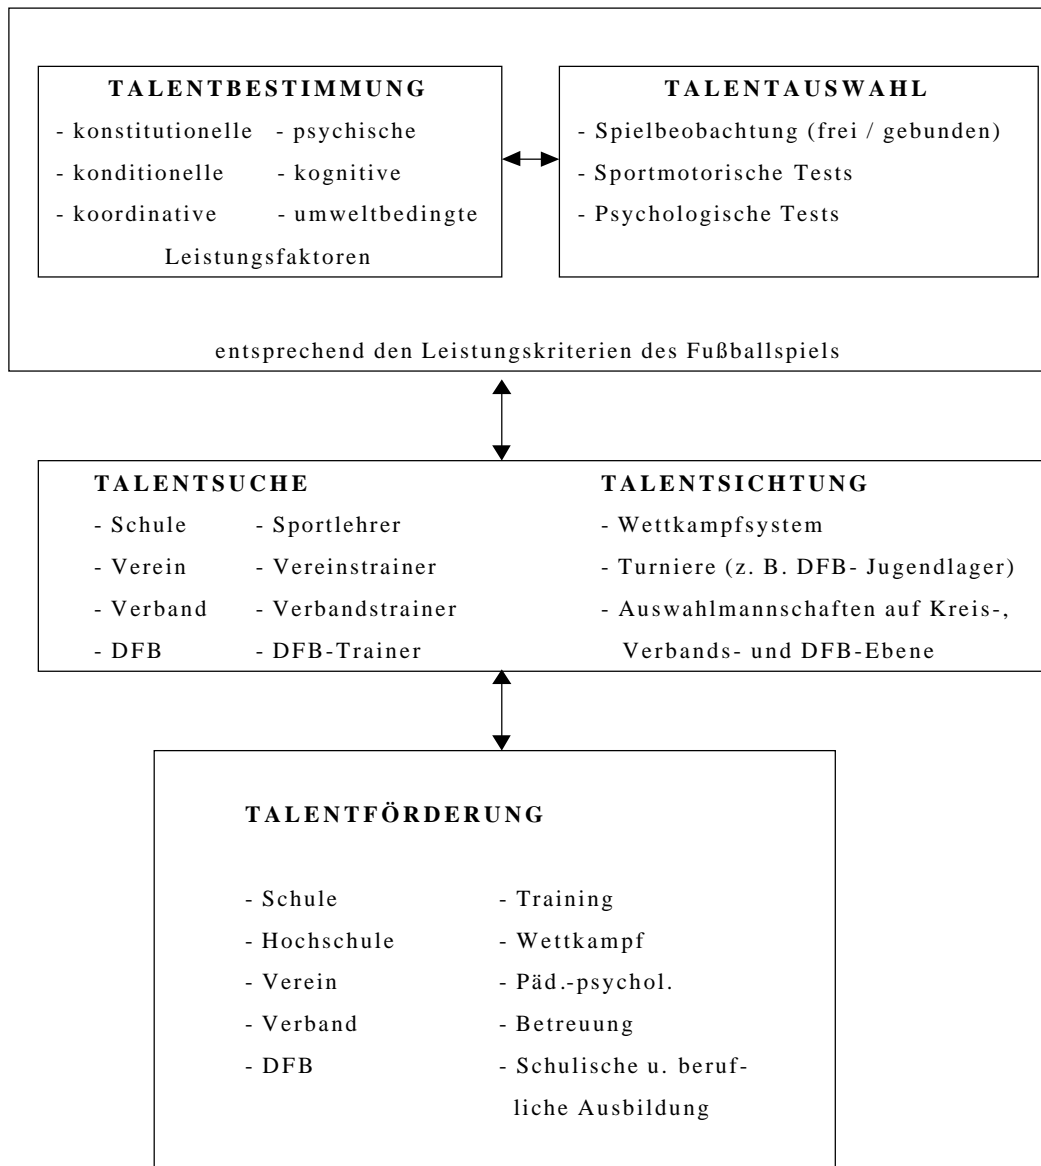 TALENTBESTIMMUNG
- konstitutionelle - psychische
- konditionelle - kognitive
- koordinative - umweltbedingte
Leistungsfaktoren
TALENTAUSWAHL
- Spielbeobachtung (frei / gebunden)
- Sportmotorische Tests
- Psychologische Tests
entsprechend den Leistungskriterien des Fußballspiels
TALENTSUCHE
- Schule - Sportlehrer
- Verein - Vereinstrainer
- Verband - Verbandstrainer
- DFB - DFB-Trainer
TALENTSICHTUNG
- Wettkampfsystem
- Turniere (z. B. DFB- Jugendlager)
- Auswahlmannschaften auf Kreis-,
Verbands- und DFB-Ebene
TALENTFÖRDERUNG
- Schule - Training
- Hochschule - Wettkampf
- Verein - Päd.-psychol.
- Verband - Betreuung
- DFB - Schulische u. beruf-
liche Ausbildung